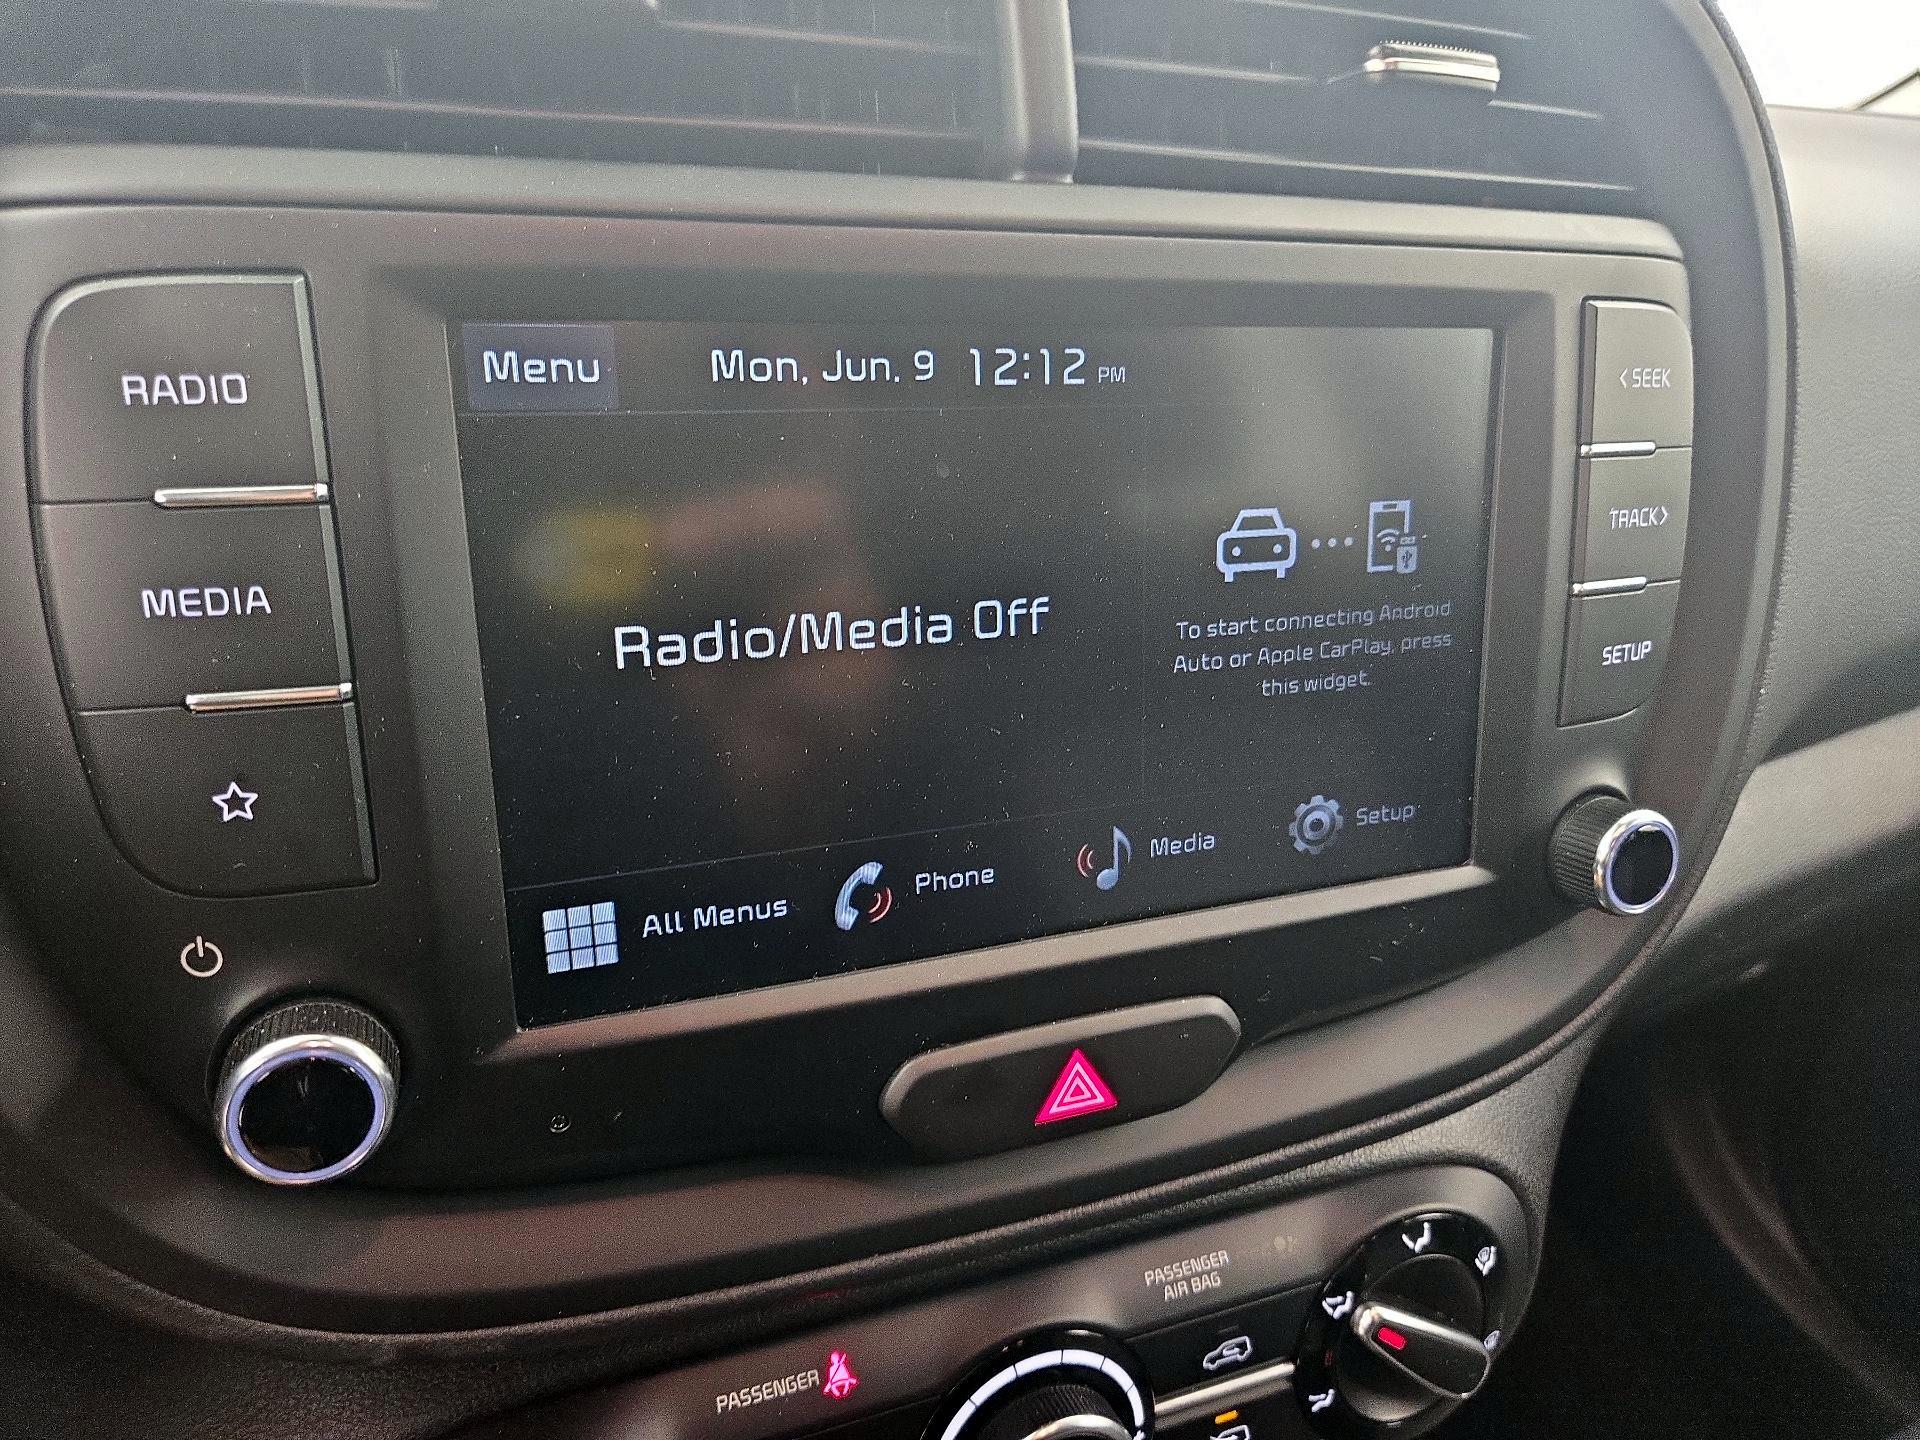 RADIO
MEDIA
Menu
Mon, Jun. 9 12:12 PM
Radio/Media Off
To start connecting Android
Auto or Apple CarPlay, press
this widget.
All Menus
Phone
Media
Setup
< SEEK
TRACK >
SETUP
PASSENGER
AIR BAG
PASSENGER